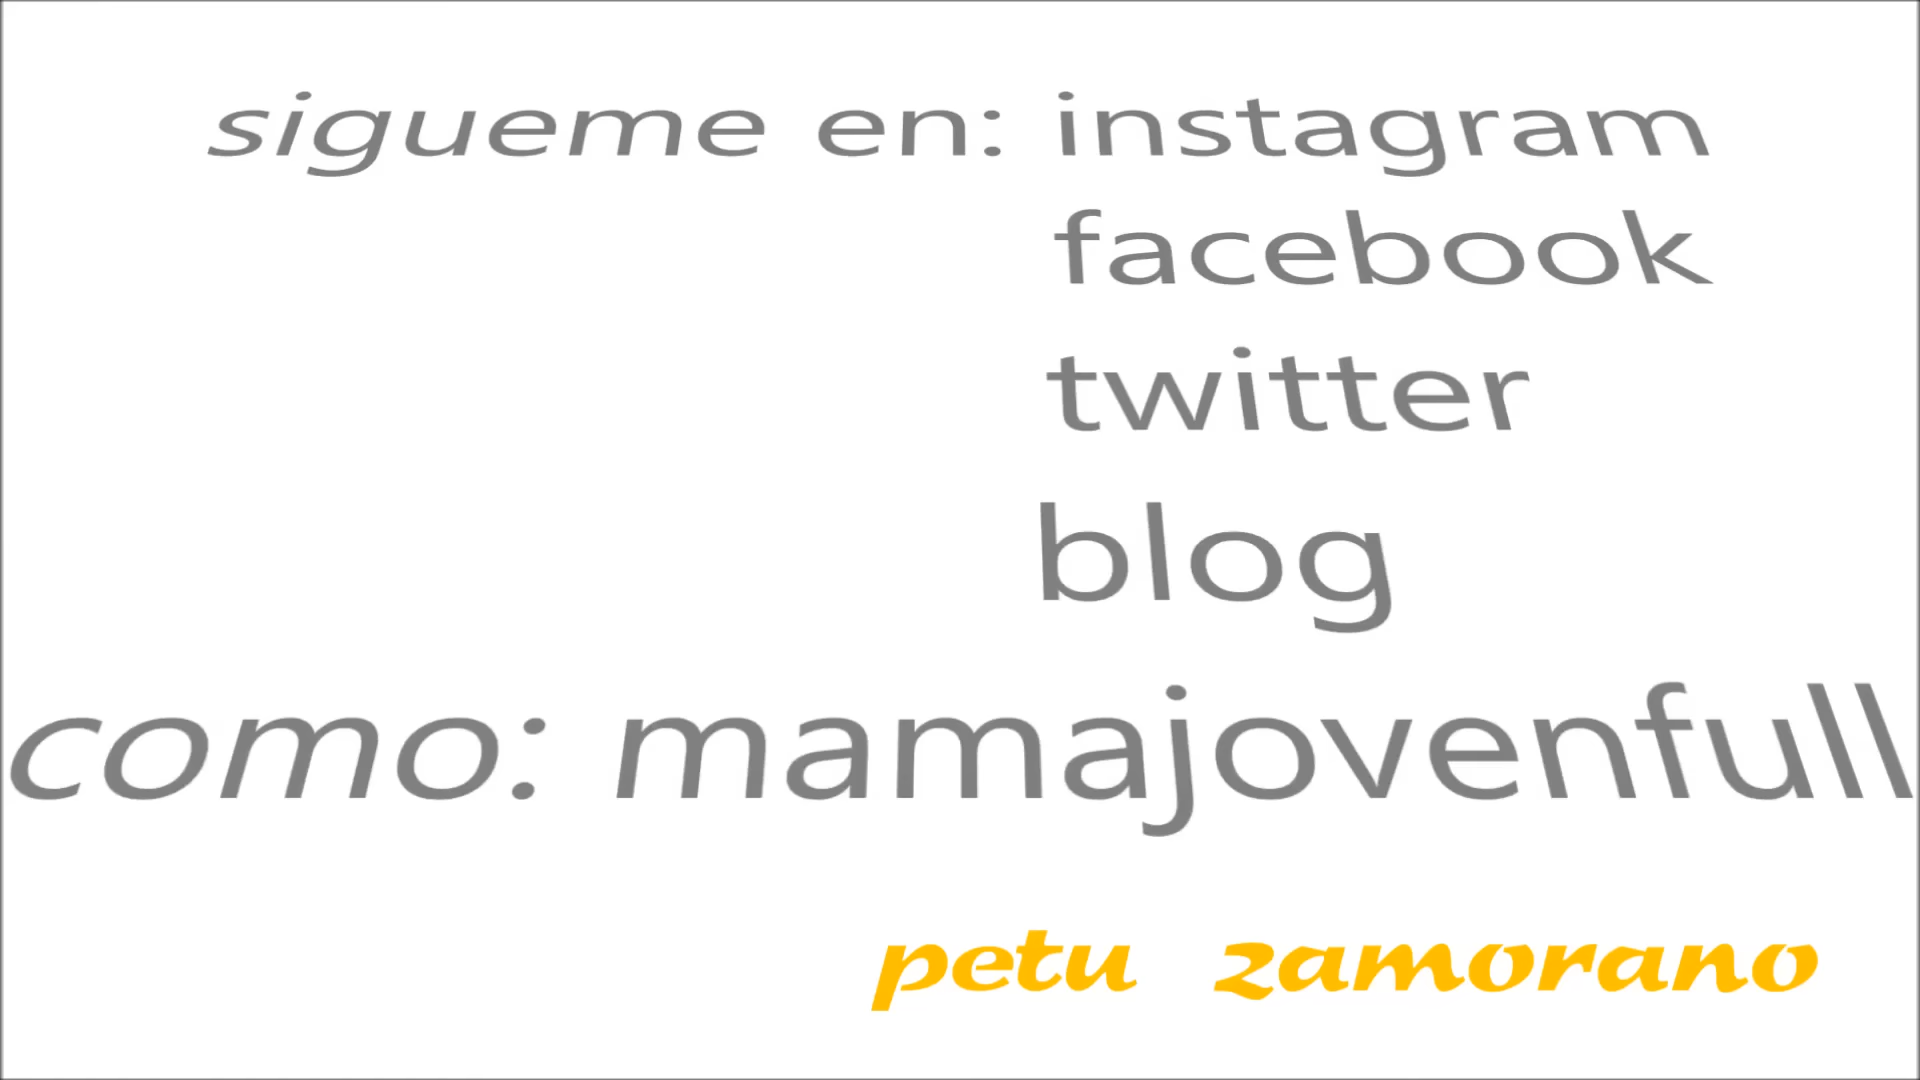 sigueme en: instagram
facebook
twitter
blog
como: mamajovenfull
petu zamorano